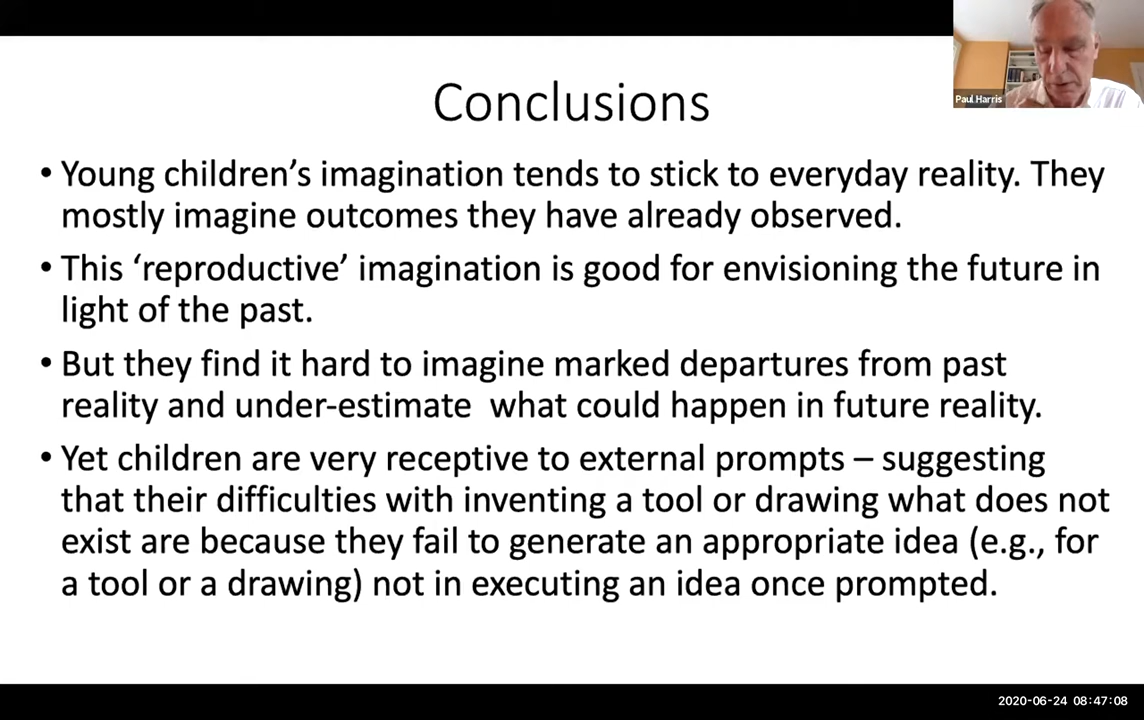 Paul Harris
Conclusions
• Young children’s imagination tends to stick to everyday reality. They
mostly imagine outcomes they have already observed.
• This ‘reproductive’ imagination is good for envisioning the future in
light of the past.
• But they find it hard to imagine marked departures from past
reality and under-estimate  what could happen in future reality.
• Yet children are very receptive to external prompts – suggesting
that their difficulties with inventing a tool or drawing what does not
exist are because they fail to generate an appropriate idea (e.g., for
a tool or a drawing) not in executing an idea once prompted.
2020-06-24 08:47:08